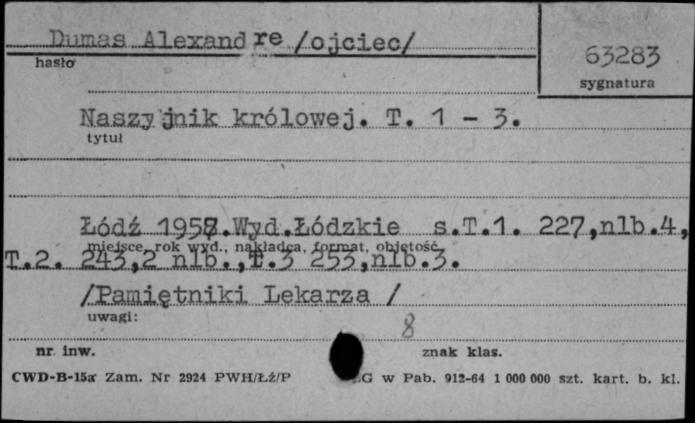 Dumas Alexandre /ojciec/
63283
hasło
sygnatura
Naszyjnik królowej. T. 1 - 3.
tytuł
Łódź 1958.Wyd.Łódzkie s.T.1. 227,nlb.4,
miejsce, rok wyd., nakładca, format, objętość
T.2. 243,2 nlb.,T.3 253,nlb.3.
/Pamiętniki Lekarza /
uwagi:
8
nr. inw.
znak klas.
CWD-B-15a Zam. Nr 2924 PWH/Łź/P G w Pab. 912-64 1 000 000 szt. kart. b. kl.